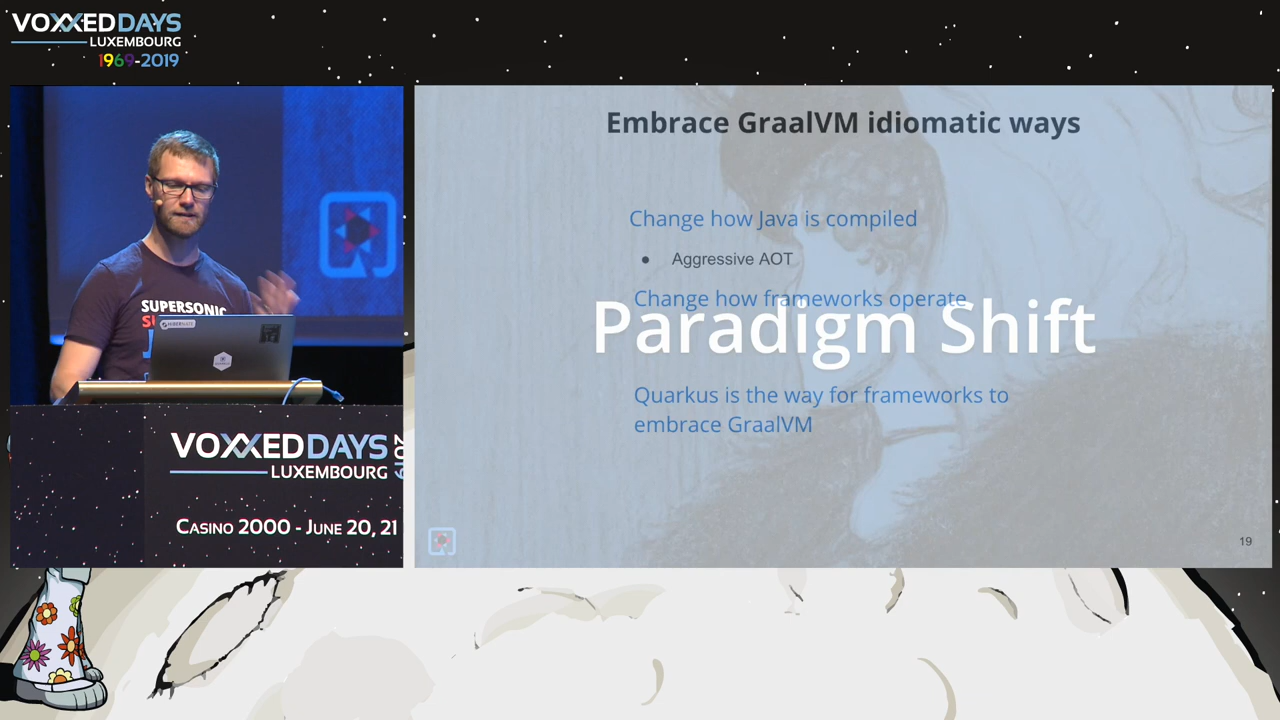 VOXXEDDAYS
LUXEMBOURG
1969-2019
SUPERSONIC
HIBERNATE
VOXXEDDAYS
2019
LUXEMBOURG
CASINO 2000 - JUNE 20, 21
Embrace GraalVM idiomatic ways
Change how Java is compiled
● Aggressive AOT
Change how frameworks operate
Paradigm Shift
Quarkus is the way for frameworks to
embrace GraalVM
19